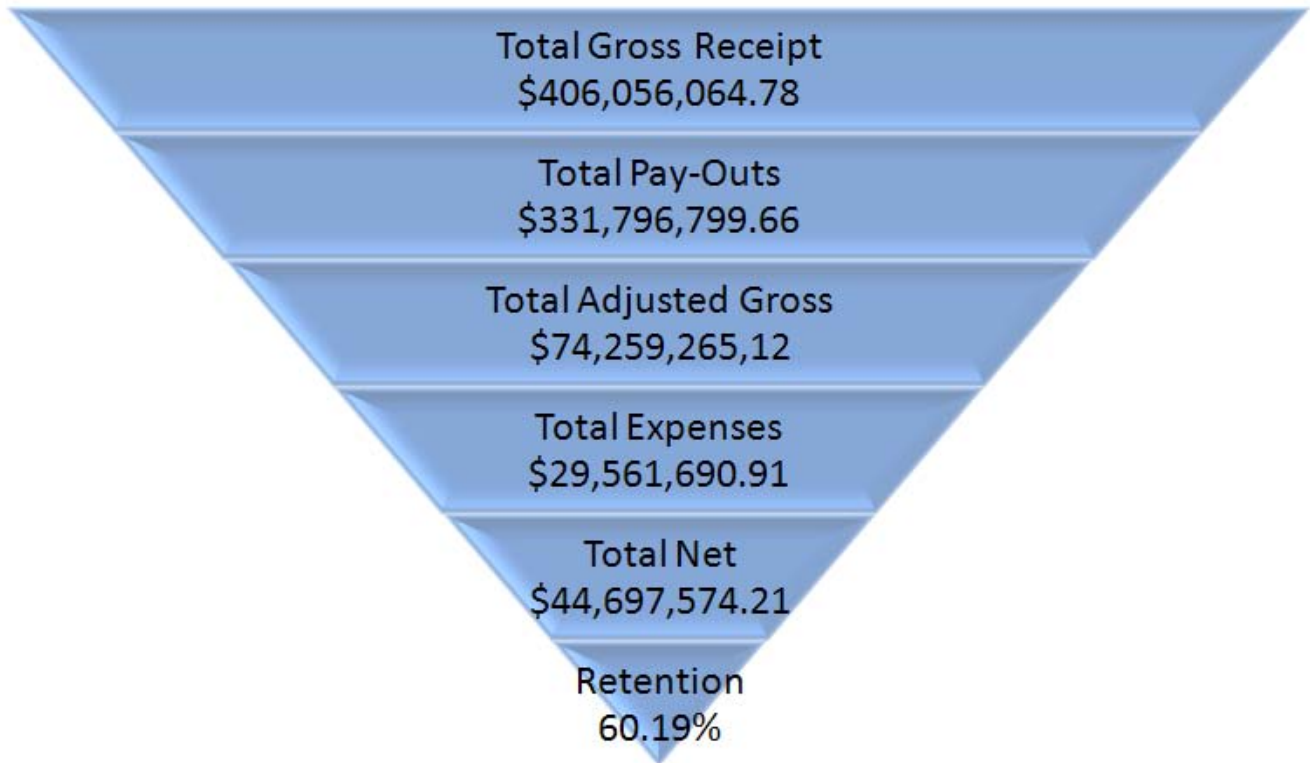 Total Gross Receipt
$406,056,064.78
Total Pay-Outs
$331,796,799.66
Total Adjusted Gross
$74,259,265,12
Total Expenses
$29,561,690.91
Total Net
$44,697,574.21
Retention
60.19%